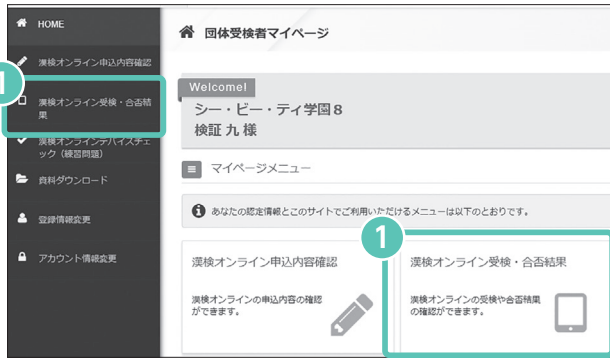 HOME
漢検オンライン申込内容確認
1
漢検オンライン受検・合否結
果
漢検オンラインデバイスチェ
ック（練習問題）
資料ダウンロード
登録情報変更
アカウント情報変更
団体受検者マイページ
Welcome!
シー・ビー・ティ学園８
検証 九 様
マイページメニュー
あなたの認定情報とこのサイトでご利用いただけるメニューは以下のとおりです。
漢検オンライン申込内容確認
漢検オンラインの申込内容の確認
ができます。
1
漢検オンライン受検・合否結果
漢検オンラインの受検や合否結果
の確認ができます。